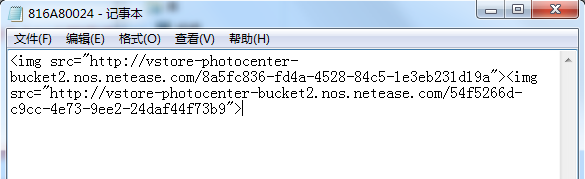 816A80024 - 记事本
文件(F) 编辑(E) 格式(O) 查看(V) 帮助(H)
<img src="http://vstore-photocenter-
bucket2.nos.netease.com/8a5fc836-fd4a-4528-84c5-1e3eb231d19a"><img
src="http://vstore-photocenter-bucket2.nos.netease.com/54f5266d-
c9cc-4e73-9ee2-24daf44f73b9">